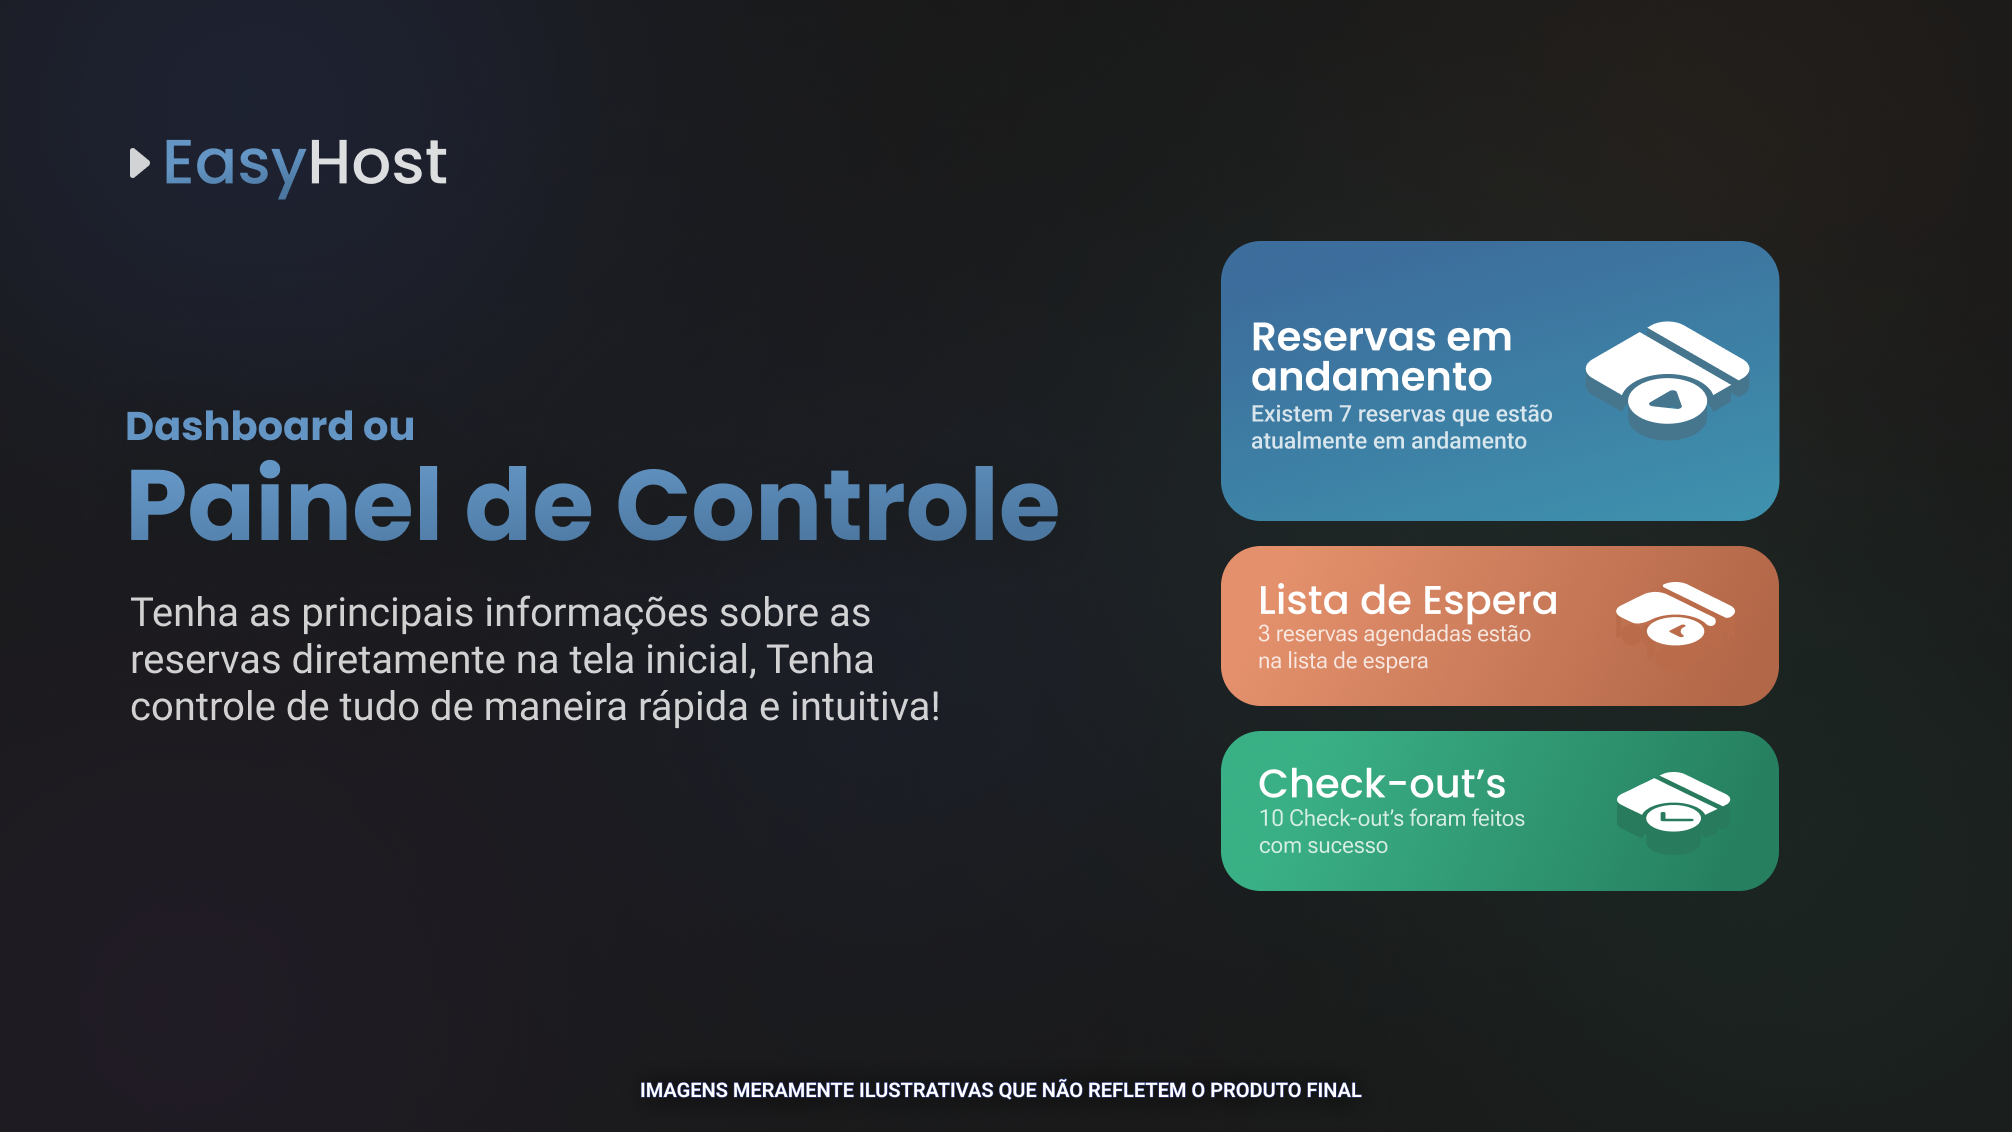 EasyHost
Dashboard ou
Painel de Controle
Tenha as principais informações sobre as
reservas diretamente na tela inicial, Tenha
controle de tudo de maneira rápida e intuitiva!
Reservas em
andamento
Existem 7 reservas que estão
atualmente em andamento
Lista de Espera
3 reservas agendadas estão
na lista de espera
Check-out’s
10 Check-out’s foram feitos
com sucesso
IMAGENS MERAMENTE ILUSTRATIVAS QUE NÃO REFLETEM O PRODUTO FINAL